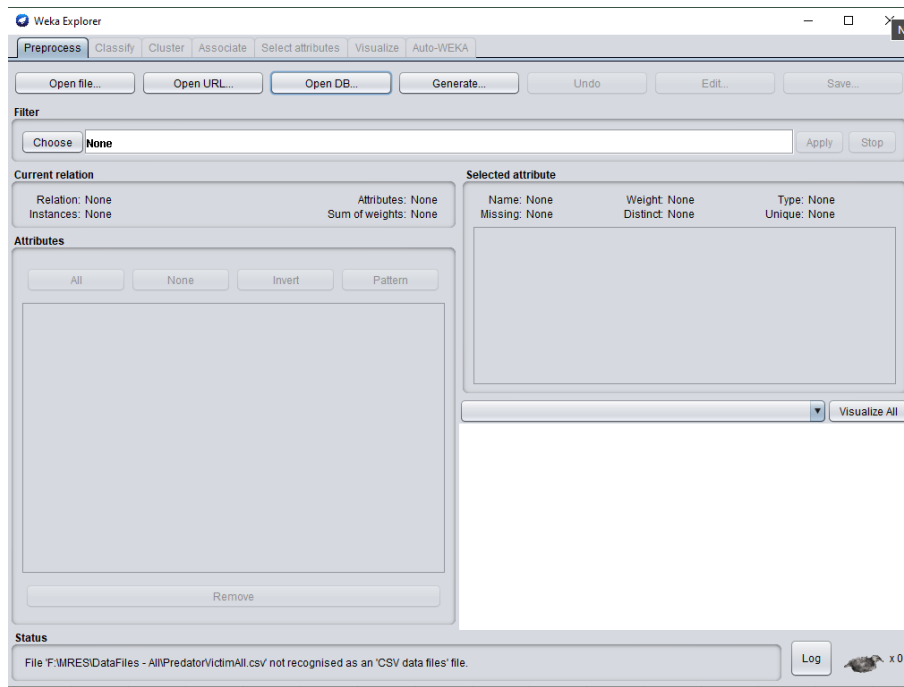 Weka Explorer
N
Preprocess Classify Cluster Associate Select attributes Visualize Auto-WEKA
Open file... Open URL... Open DB... Generate... Undo Edit... Save...
Filter
Choose None Apply Stop
Current relation
Relation: None Attributes: None
Instances: None Sum of weights: None
Selected attribute
Name: None Weight: None Type: None
Missing: None Distinct: None Unique: None
Attributes
All None Invert Pattern
Visualize All
Remove
Status
File 'F:\MRES\DataFiles - All\PredatorVictimAll.csv' not recognised as an 'CSV data files' file.
Log x 0